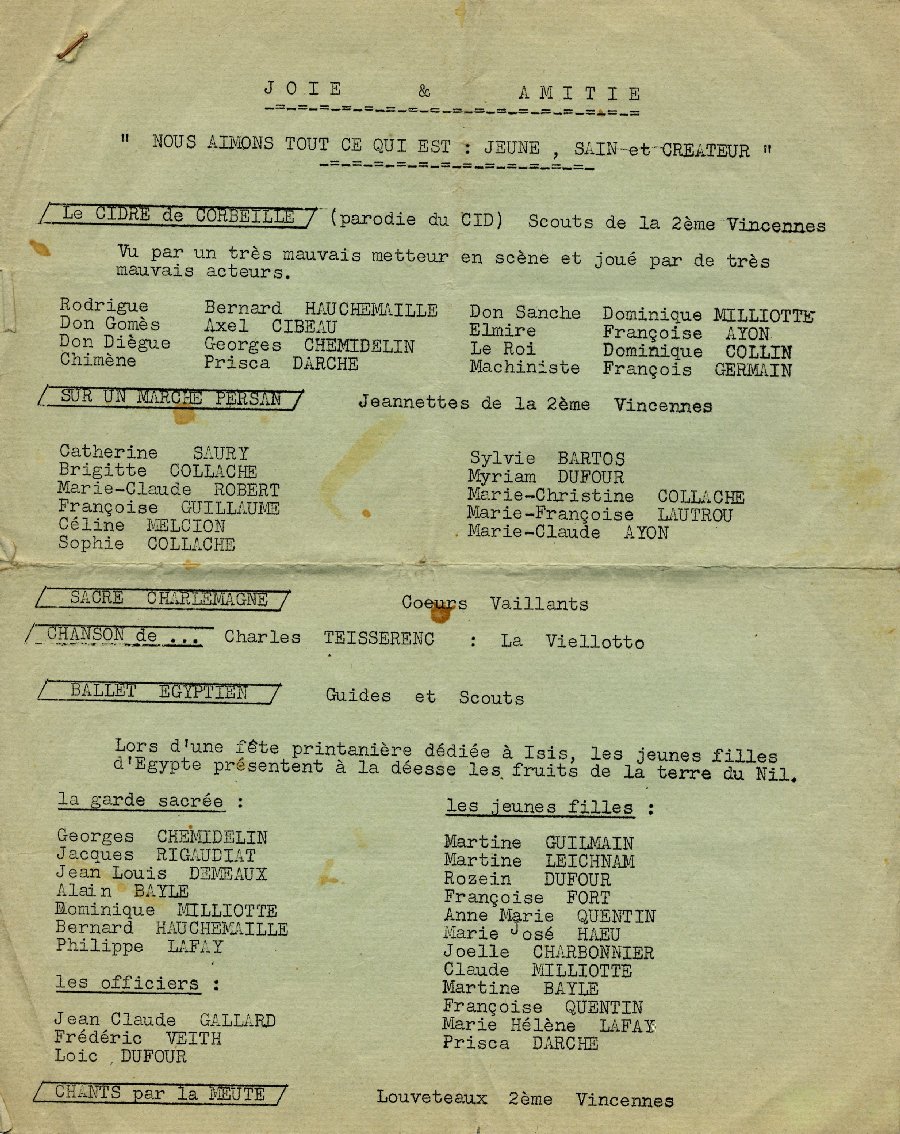 JOIE & AMITIE
" NOUS AIMONS TOUT CE QUI EST : JEUNE , SAIN et CREATEUR "
Le CIDRE de CORBEILLE (parodie du CID) Scouts de la 2ème Vincennes
Vu par un très mauvais metteur en scène et joué par de très
mauvais acteurs.
Rodrigue Bernard HAUCHEMAILLE
Don Gomès Axel CIBEAU
Don Diègue Georges CHEMIDELIN
Chimène Prisca DARCHE
Don Sanche Dominique MILLIOTTE
Elmire Françoise AYON
Le Roi Dominique COLLIN
Machiniste François GERMAIN
SUR UN MARCHE PERSAN Jeannettes de la 2ème Vincennes
Catherine SAURY
Brigitte COLLACHE
Marie-Claude ROBERT
Françoise GUILLAUME
Céline MELCION
Sophie COLLACHE
Sylvie BARTOS
Myriam DUFOUR
Marie-Christine COLLACHE
Marie-Françoise LAUTROU
Marie-Claude AYON
SACRE CHARLEMAGNE Coeurs Vaillants
CHANSON de ... Charles TEISSERENC : La Viellotto
BALLET EGYPTIEN Guides et Scouts
Lors d'une fête printanière dédiée à Isis, les jeunes filles
d'Egypte présentent à la déesse les fruits de la terre du Nil.
la garde sacrée :
Georges CHEMIDELIN
Jacques RIGAUDIAT
Jean Louis DEMEAUX
Alain BAYLE
Dominique MILLIOTTE
Bernard HAUCHEMAILLE
Philippe LAFAY
les officiers :
Jean Claude GALLARD
Frédéric VEITH
Loic DUFOUR
les jeunes filles :
Martine GUILMAIN
Martine LEICHNAM
Rozein DUFOUR
Françoise FORT
Anne Marie QUENTIN
Marie José HAEU
Joelle CHARBONNIER
Claude MILLIOTTE
Martine BAYLE
Françoise QUENTIN
Marie Hélène LAFAY
Prisca DARCHE
CHANTS par la MEUTE Louveteaux 2ème Vincennes